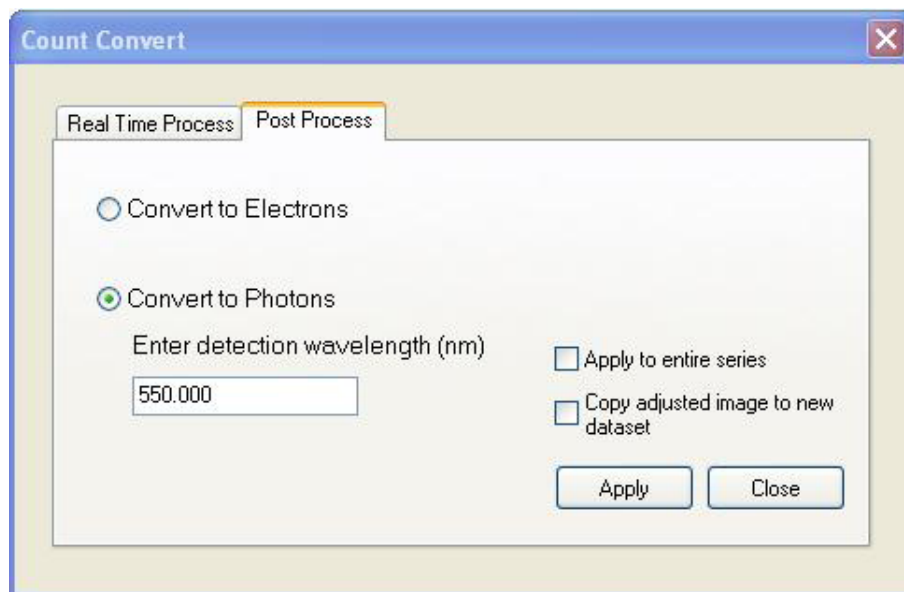 Count Convert
Real Time Process
Post Process
Convert to Electrons
Convert to Photons
Enter detection wavelength (nm)
550.000
Apply to entire series
Copy adjusted image to new
dataset
Apply
Close